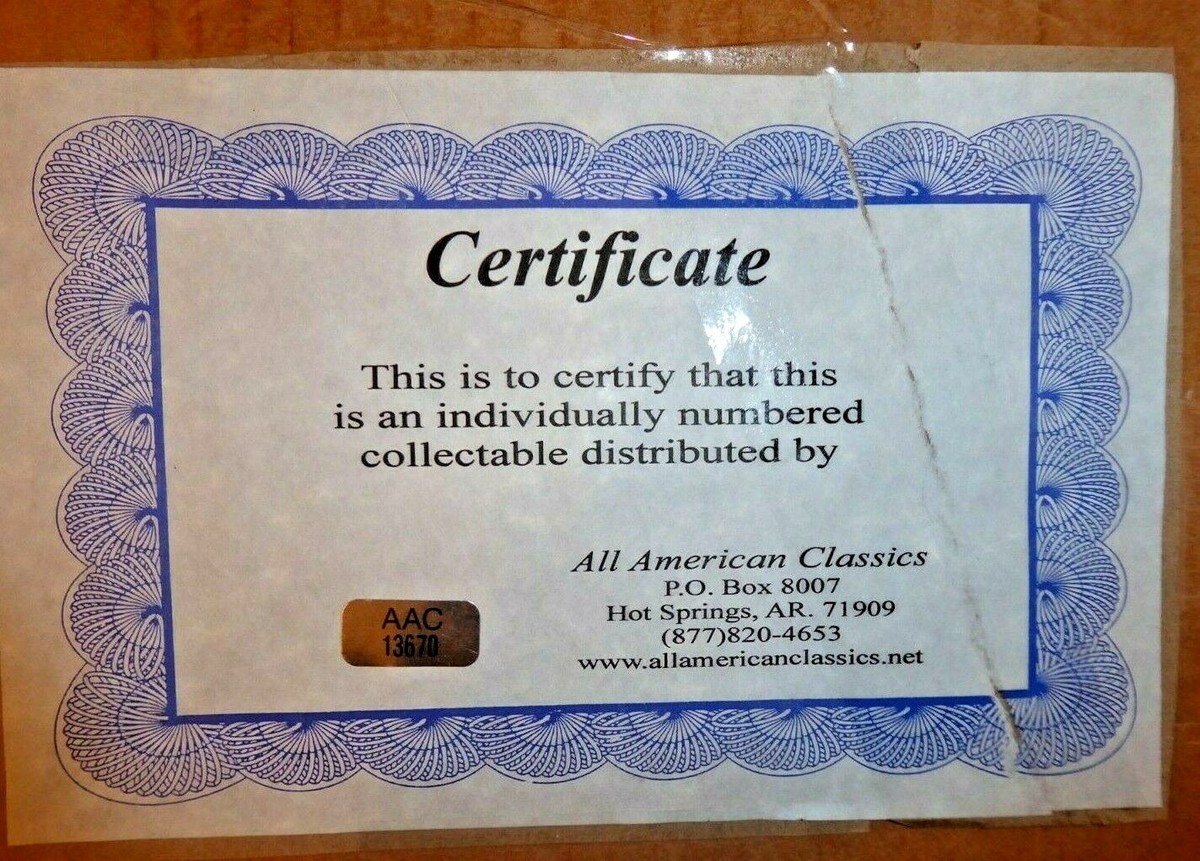 Certificate
This is to certify that this
is an individually numbered
collectable distributed by
All American Classics
P.O. Box 8007
Hot Springs, AR. 71909
(877)820-4653
www.allamericanclassics.net
AAC
13670